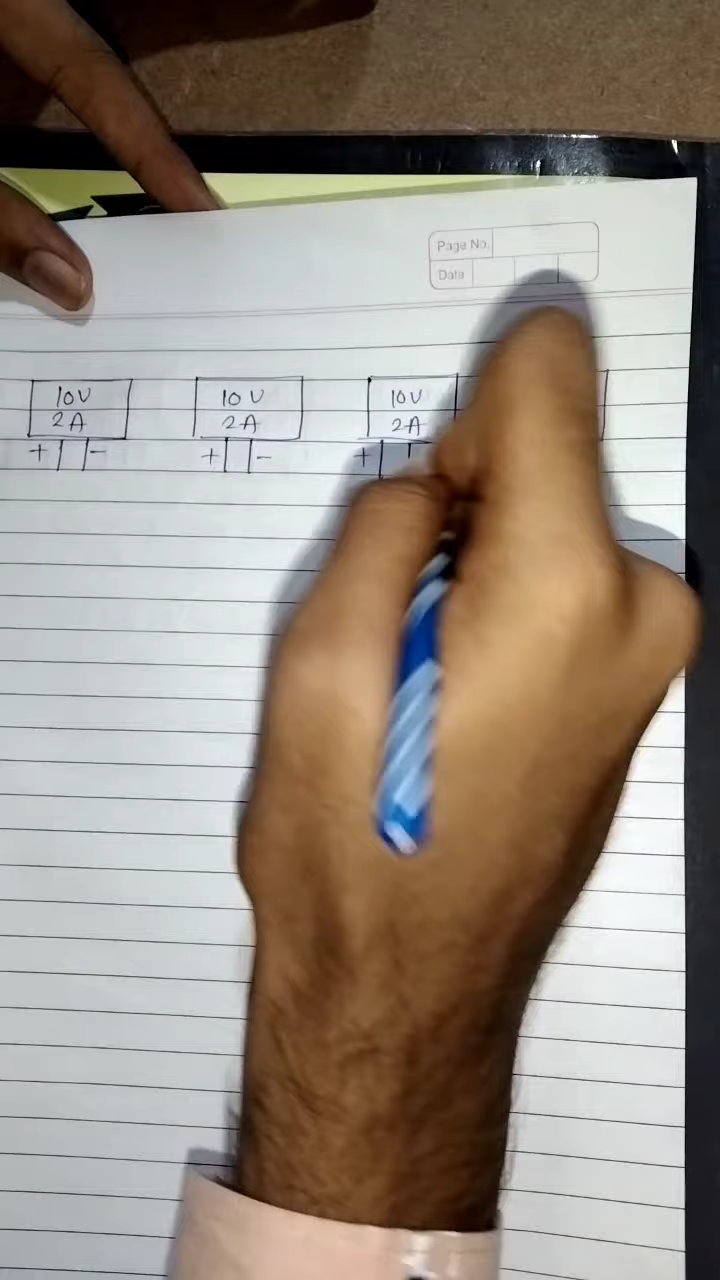 Page No.
Date
10V 10V 10V
2A 2A 2A
+ - + - +